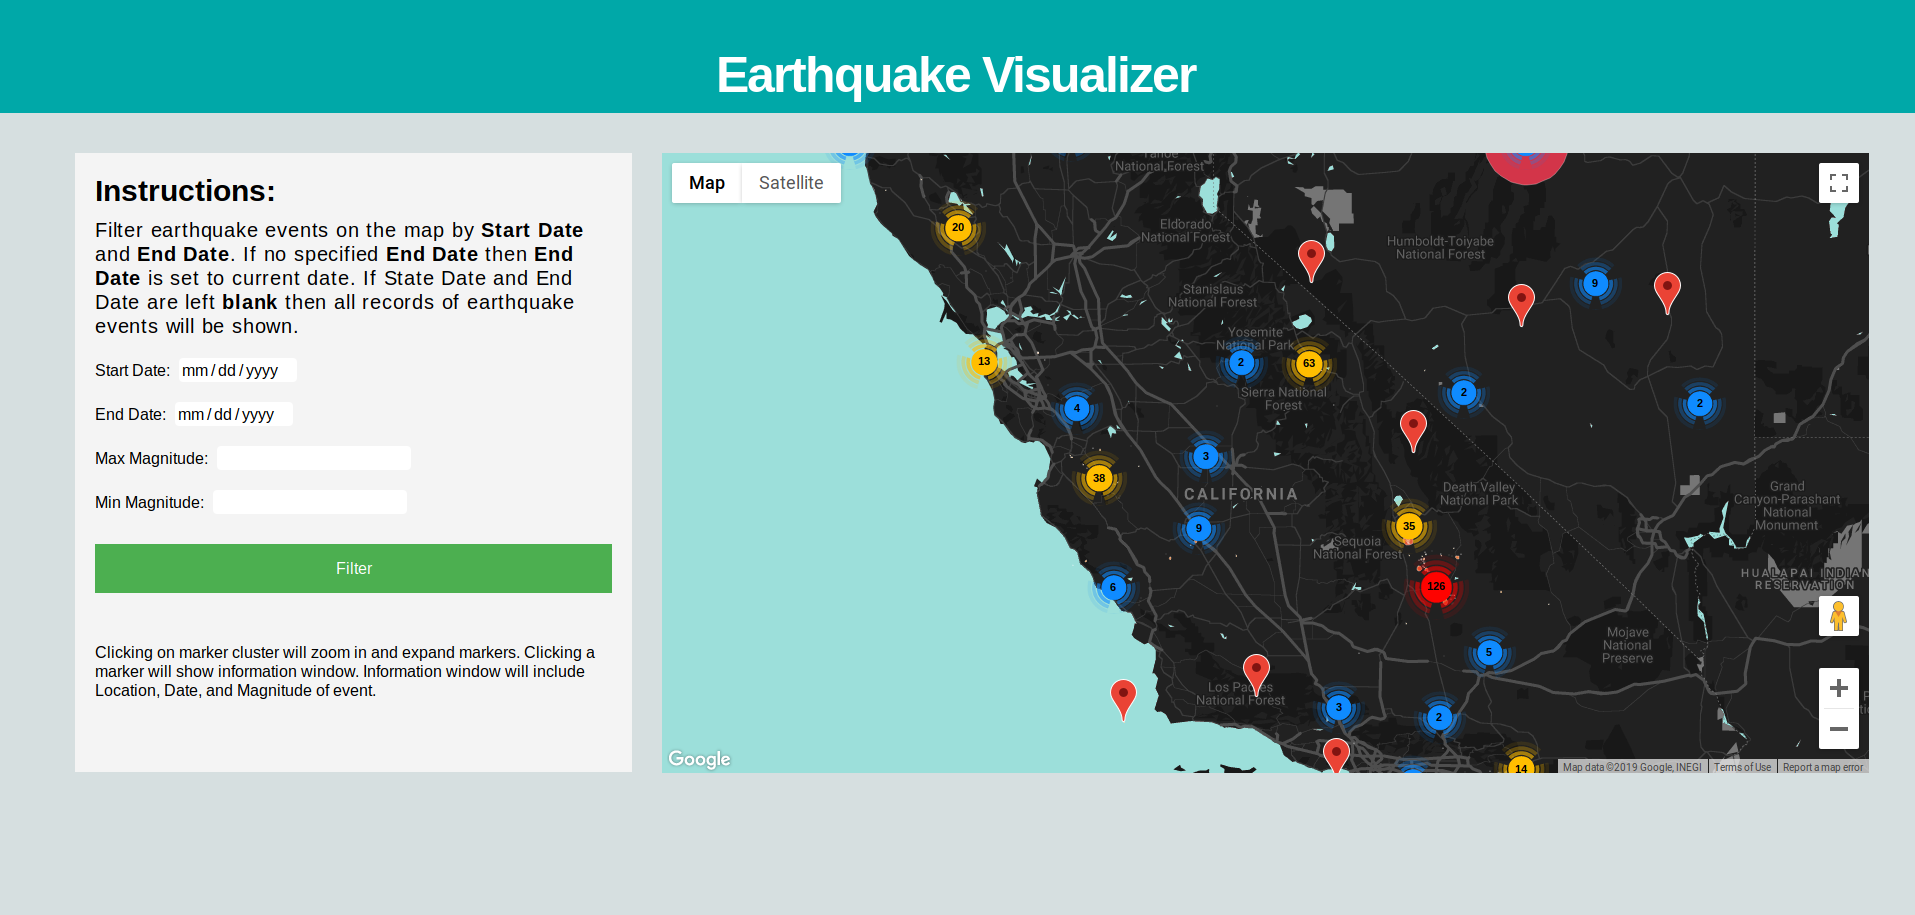 Earthquake Visualizer
Instructions:
Filter earthquake events on the map by Start Date
and End Date. If no specified End Date then End
Date is set to current date. If State Date and End
Date are left blank then all records of earthquake
events will be shown.
Start Date: mm/dd/yyyy
End Date: mm/dd/yyyy
Max Magnitude:
Min Magnitude:
Filter
Clicking on marker cluster will zoom in and expand markers. Clicking a
marker will show information window. Information window will include
Location, Date, and Magnitude of event.
Map
Satellite
National Forest
20
Eldorado
National Forest
Humboldt-Toiyabe
National Forest
9
Stanislaus
National Forest
Yosemite
National Park
13
2
63
Sierra National
Forest
2
2
4
3
38
CALIFORNIA
Death Valley
National Park
Grand
Canyon-Parashant
National
Monument
9
35
Sequoia
National Forest
HUALAPAI INDIAN
RESERVATION
126
6
Mojave
National
Preserve
5
Los Padres
National Forest
3
2
14
Google
Map data ©2019 Google, INEGI
Terms of Use
Report a map error